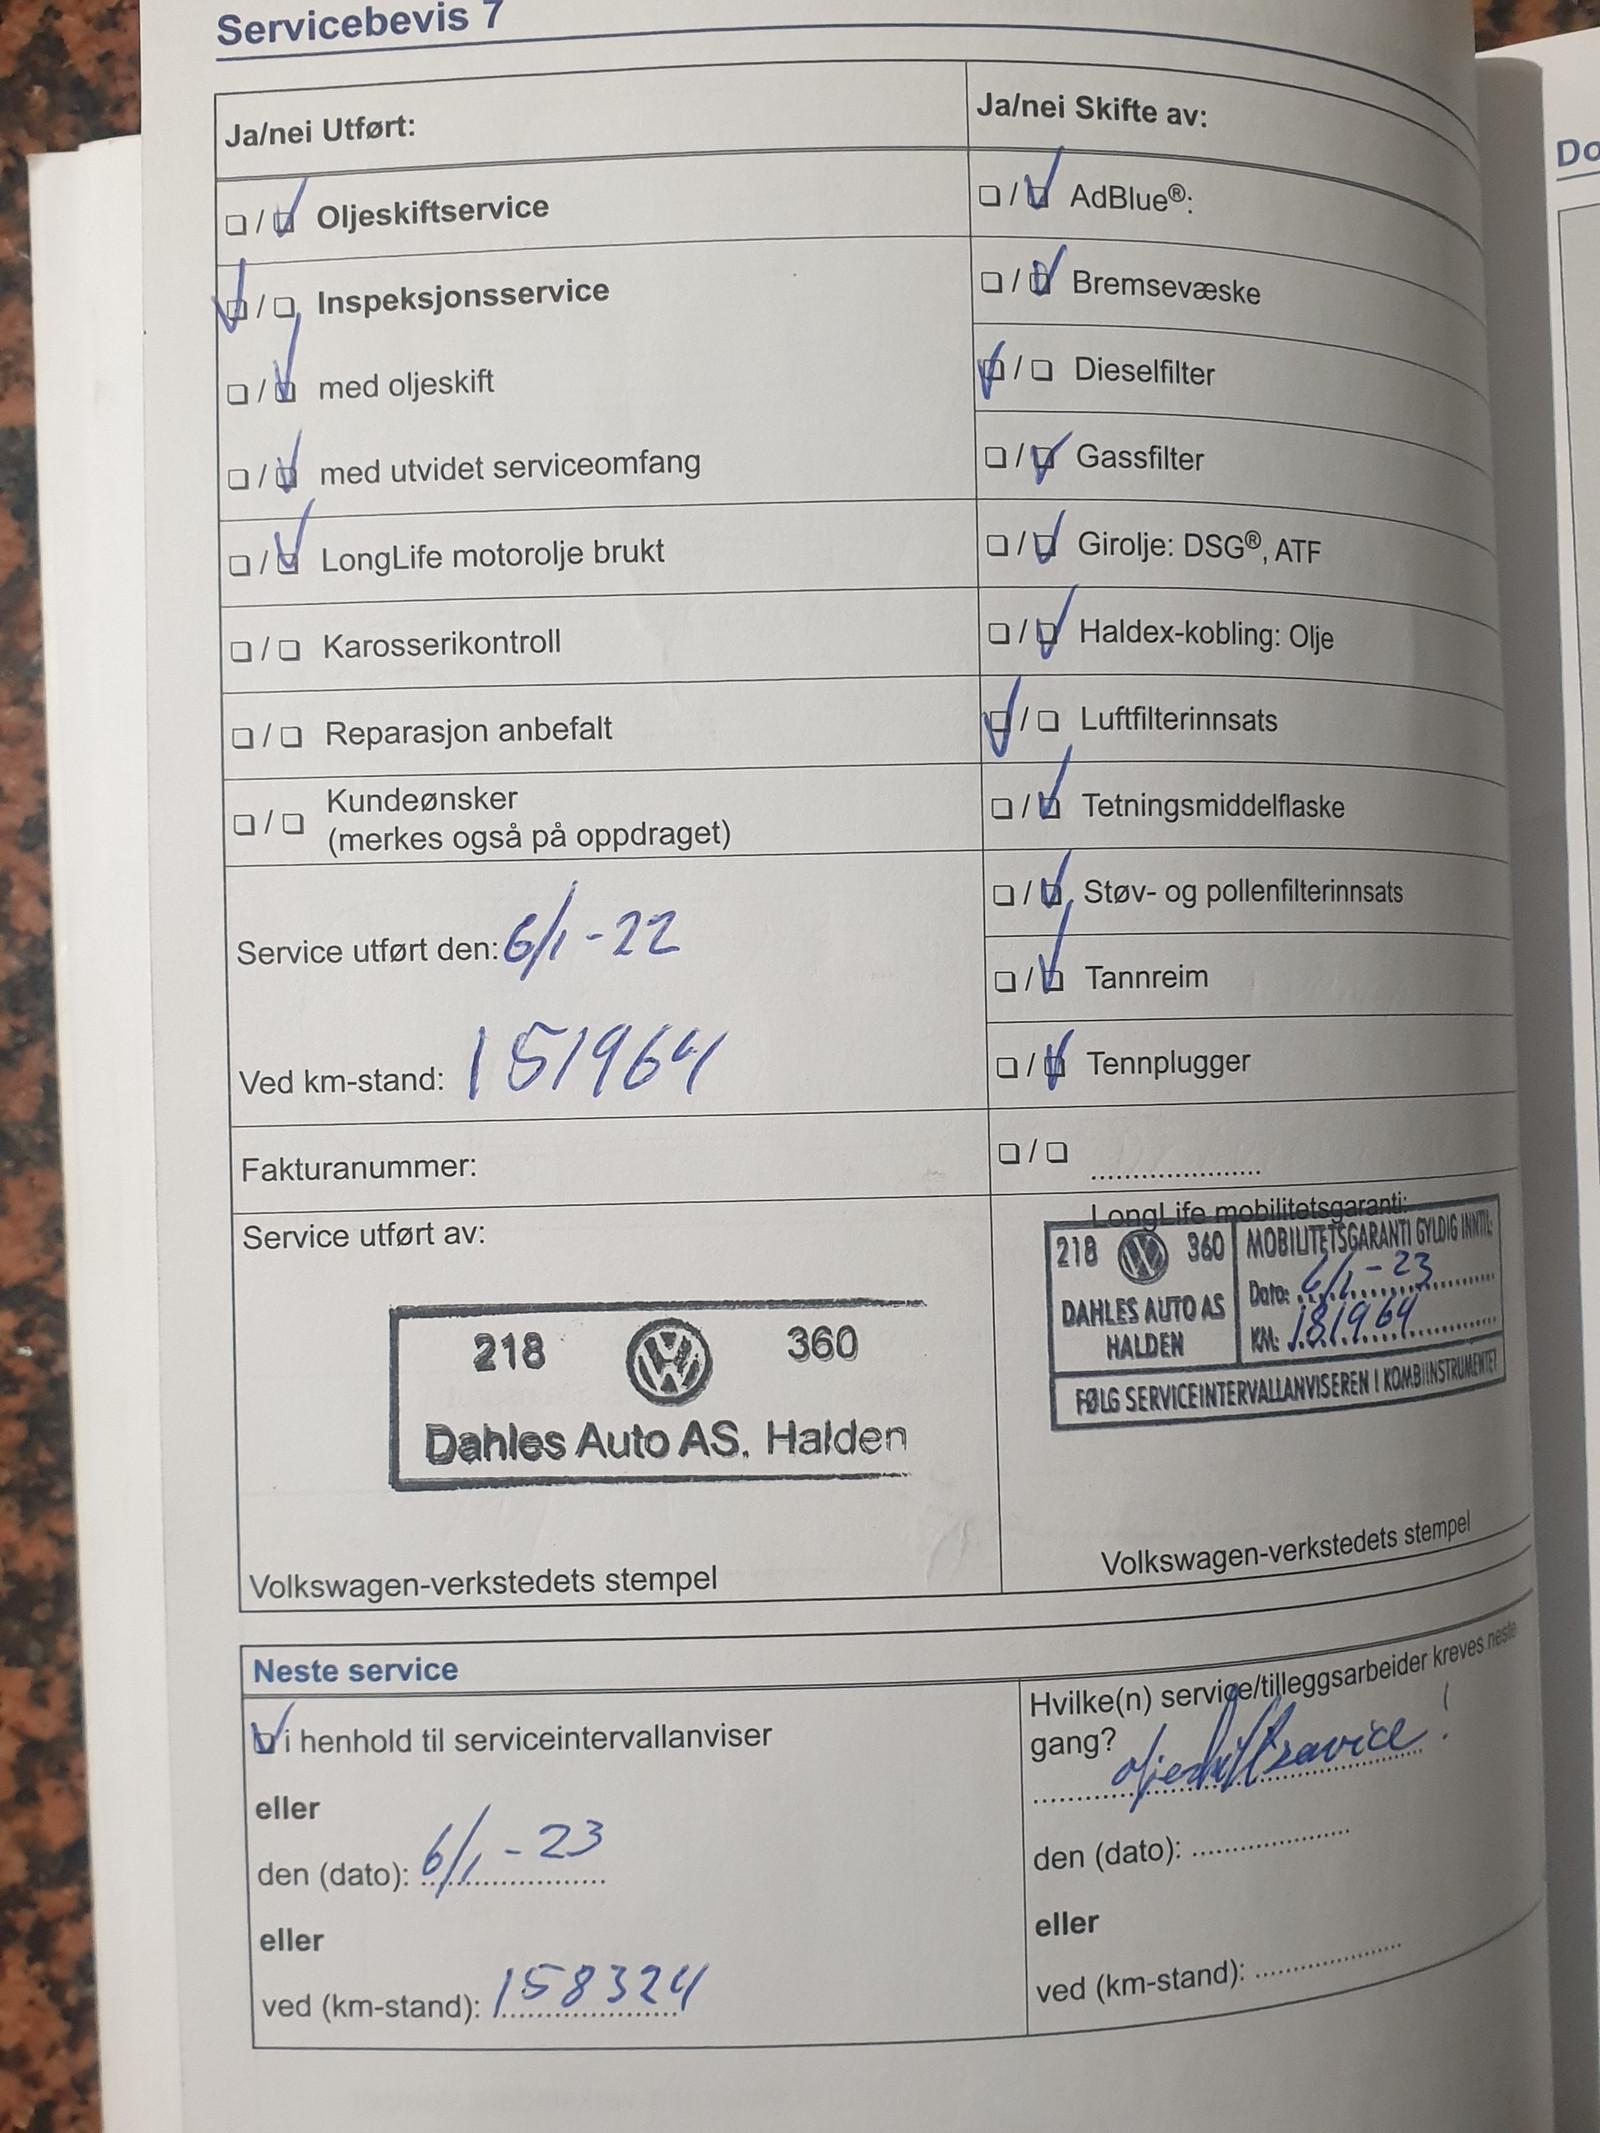 Servicebevis 7
Ja/nei Utført:
☐ / ☑ Oljeskiftservice
☑ / ☐ Inspeksjonsservice
☐ / ☑ med oljeskift
☐ / ☑ med utvidet serviceomfang
☐ / ☑ LongLife motorolje brukt
☐ / ☐ Karosserikontroll
☐ / ☐ Reparasjon anbefalt
☐ / ☐ Kundeønsker
(merkes også på oppdraget)
Service utført den: 6/1-22
Ved km-stand: 151964
Fakturanummer:
Service utført av:
218 VW 360
Dahles Auto AS, Halden
Volkswagen-verkstedets stempel
Ja/nei Skifte av:
☐ / ☑ AdBlue®:
☐ / ☑ Bremsevæske
☑ / ☐ Dieselfilter
☐ / ☑ Gassfilter
☐ / ☑ Girolje: DSG®, ATF
☐ / ☑ Haldex-kobling: Olje
☑ / ☐ Luftfilterinnsats
☐ / ☑ Tetningsmiddelflaske
☐ / ☑ Støv- og pollenfilterinnsats
☐ / ☑ Tannreim
☐ / ☑ Tennplugger
☐ / ☐ ....................
LongLife mobilitetsgaranti:
218 VW 360
DAHLES AUTO AS
HALDEN
MOBILITETSGARANTI GYLDIG INNTIL:
Dato: 6/1-23
KM: 181964
FØLG SERVICEINTERVALLANVISEREN I KOMBIINSTRUMENTET
Volkswagen-verkstedets stempel
Neste service
☑ i henhold til serviceintervallanviser
eller
den (dato): 6/1-23
eller
ved (km-stand): 158324
Hvilke(n) service/tilleggsarbeider kreves neste
gang?
oljeskiftservice!
den (dato): ....................
eller
ved (km-stand): ....................
Do